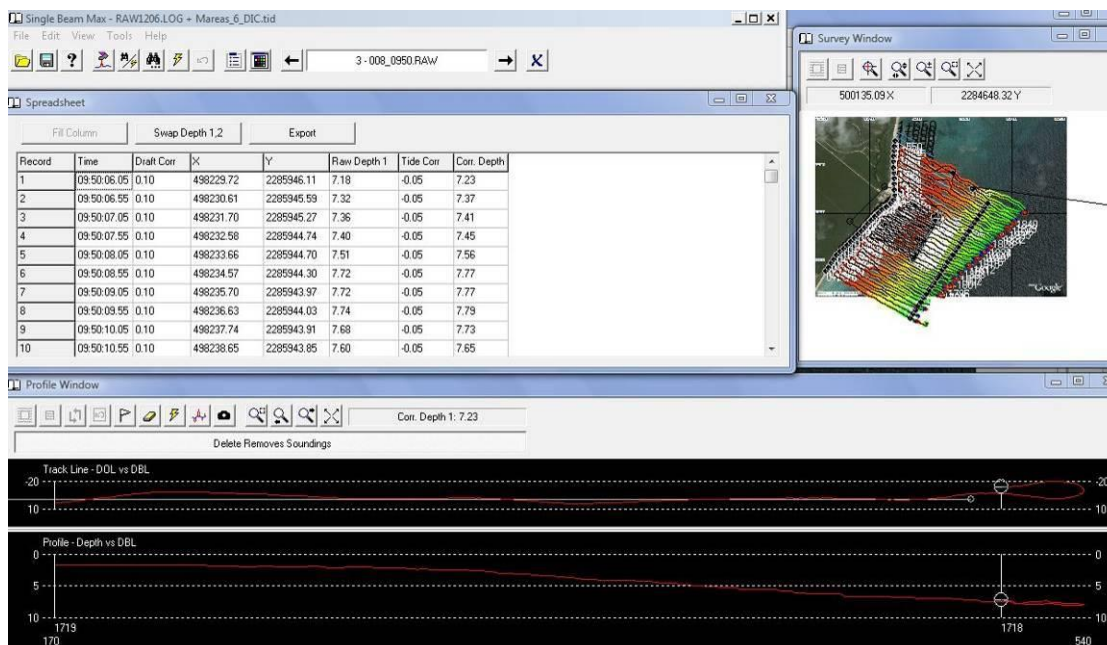 Single Beam Max - RAW1206.LOG + Mareas_6_DIC.tid
File Edit View Tools Help
3 - 008_0950.RAW
Survey Window
500135.09 X 2284648.32 Y
Google
Spreadsheet
Fill Column Swap Depth 1,2 Export
Record Time Draft Corr X Y Raw Depth 1 Tide Corr Corr. Depth
1 09:50:06.05 0.10 498229.72 2285946.11 7.18 -0.05 7.23
2 09:50:06.55 0.10 498230.61 2285945.59 7.32 -0.05 7.37
3 09:50:07.05 0.10 498231.70 2285945.27 7.36 -0.05 7.41
4 09:50:07.55 0.10 498232.58 2285944.74 7.40 -0.05 7.45
5 09:50:08.05 0.10 498233.66 2285944.70 7.51 -0.05 7.56
6 09:50:08.55 0.10 498234.57 2285944.30 7.72 -0.05 7.77
7 09:50:09.05 0.10 498235.70 2285943.97 7.72 -0.05 7.77
8 09:50:09.55 0.10 498236.63 2285944.03 7.74 -0.05 7.79
9 09:50:10.05 0.10 498237.74 2285943.91 7.68 -0.05 7.73
10 09:50:10.55 0.10 498238.65 2285943.85 7.60 -0.05 7.65
Profile Window
Corr. Depth 1: 7.23
Delete Removes Soundings
Track Line - DOL vs DBL
-20 -20
10 10
Profile - Depth vs DBL
0 0
5 5
10 10
1719 1718
170 540